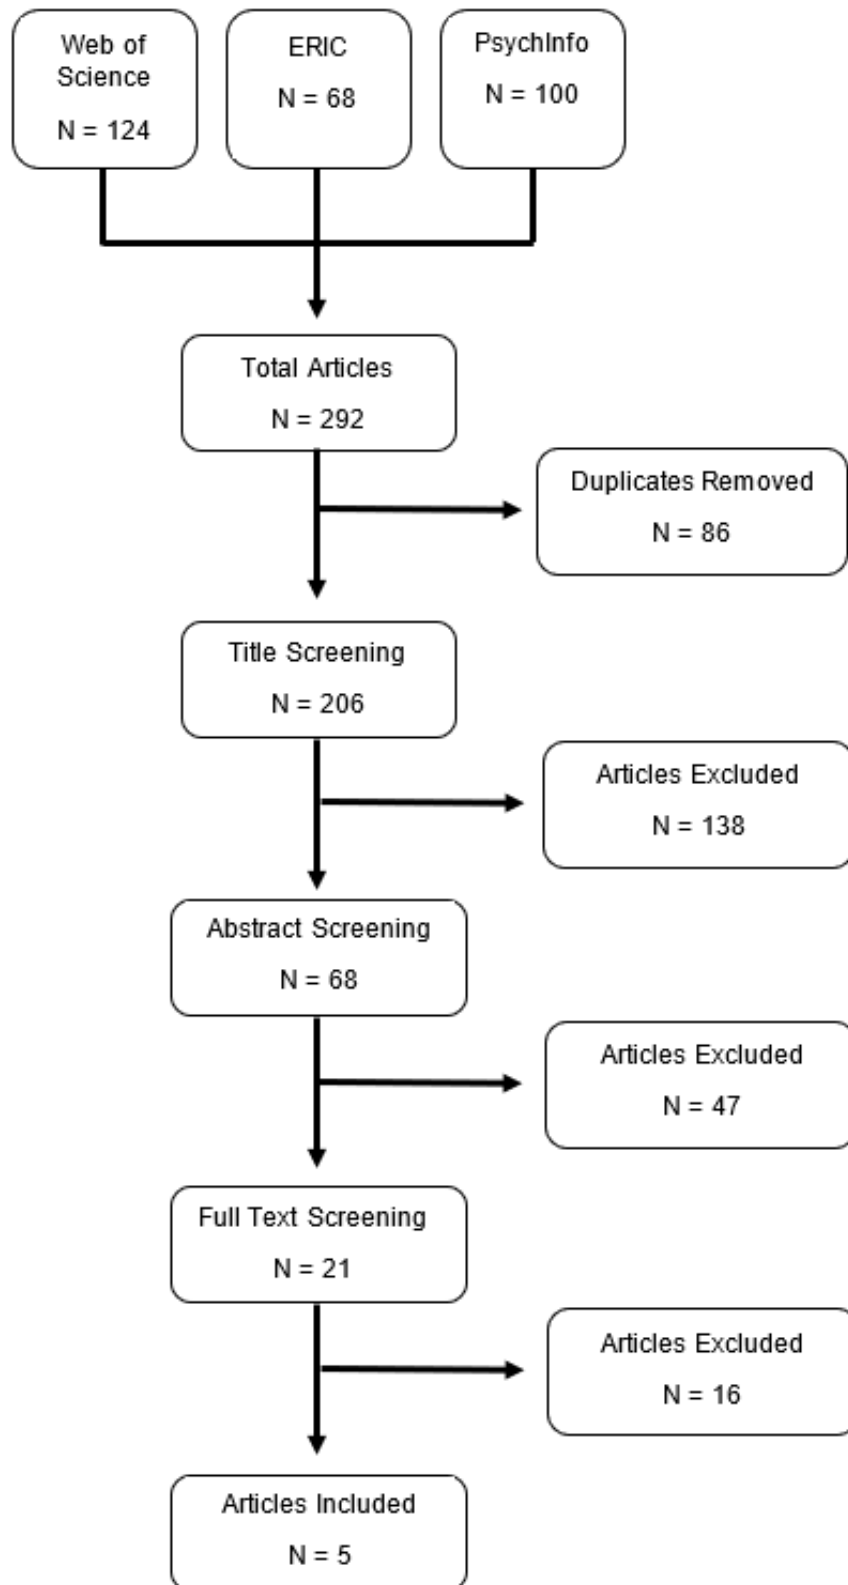 Web of
Science
N = 124
ERIC
N = 68
PsychInfo
N = 100
Total Articles
N = 292
Duplicates Removed
N = 86
Title Screening
N = 206
Articles Excluded
N = 138
Abstract Screening
N = 68
Articles Excluded
N = 47
Full Text Screening
N = 21
Articles Excluded
N = 16
Articles Included
N = 5